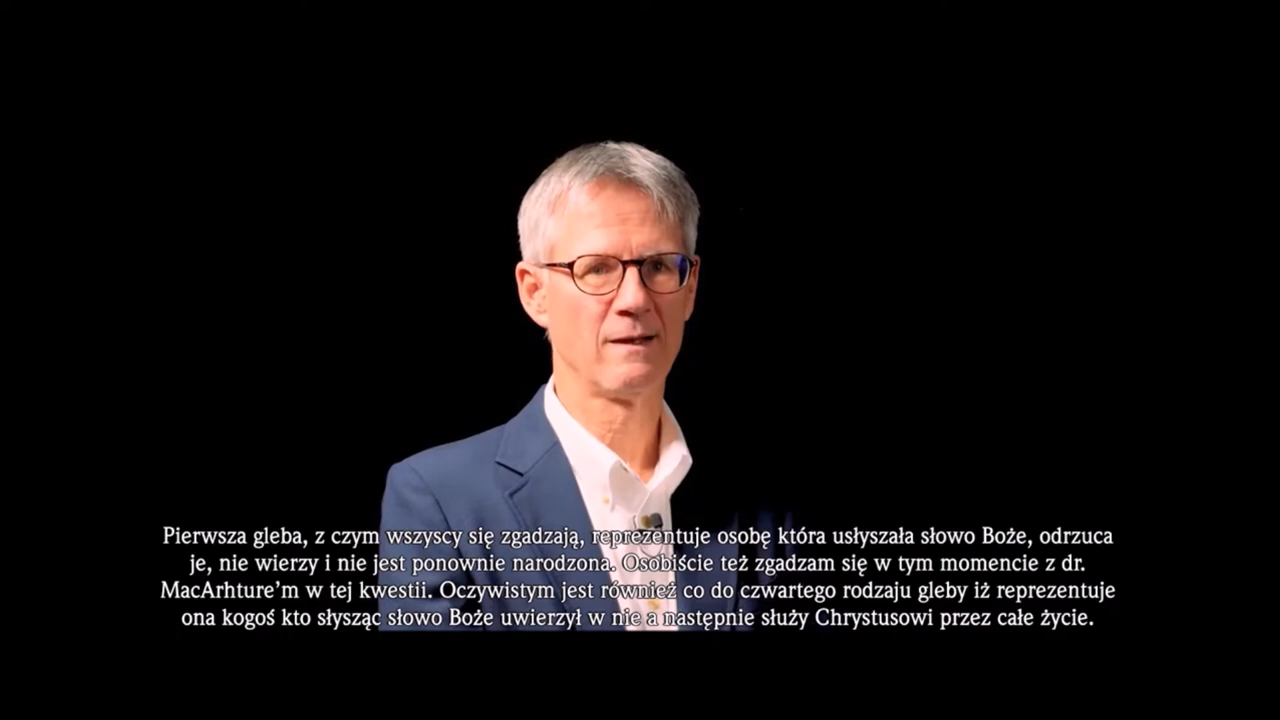 Pierwsza gleba, z czym wszyscy się zgadzają, reprezentuje osobę która usłyszała słowo Boże, odrzuca
je, nie wierzy i nie jest ponownie narodzona. Osobiście też zgadzam się w tym momencie z dr.
MacArhture'm w tej kwestii. Oczywistym jest również co do czwartego rodzaju gleby iż reprezentuje
ona kogoś kto słysząc słowo Boże uwierzył w nie a następnie służy Chrystusowi przez całe życie.